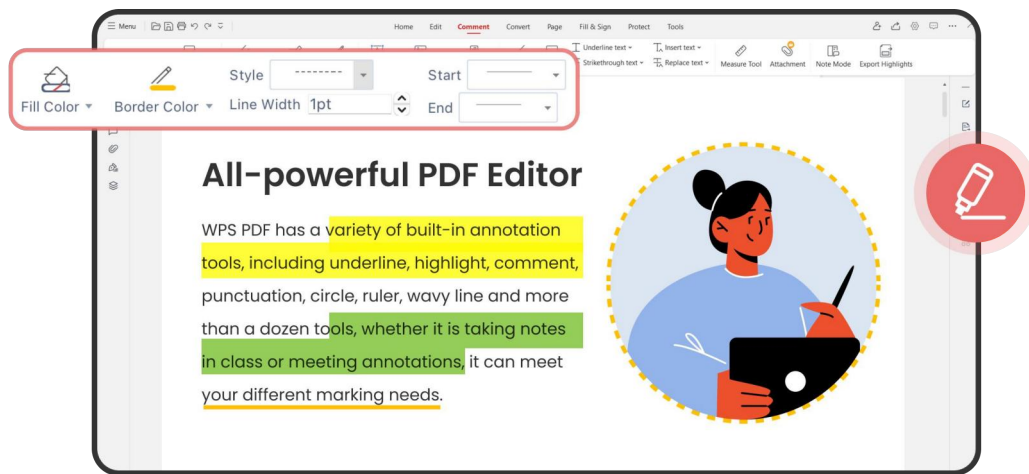 Menu
Home Edit Comment Convert Page Fill & Sign Protect Tools
Underline text Insert text
Strikethrough text Replace text Measure Tool Attachment Note Mode Export Highlights
Style Start
Fill Color Border Color Line Width 1pt End
All-powerful PDF Editor
WPS PDF has a variety of built-in annotation
tools, including underline, highlight, comment,
punctuation, circle, ruler, wavy line and more
than a dozen tools, whether it is taking notes
in class or meeting annotations, it can meet
your different marking needs.